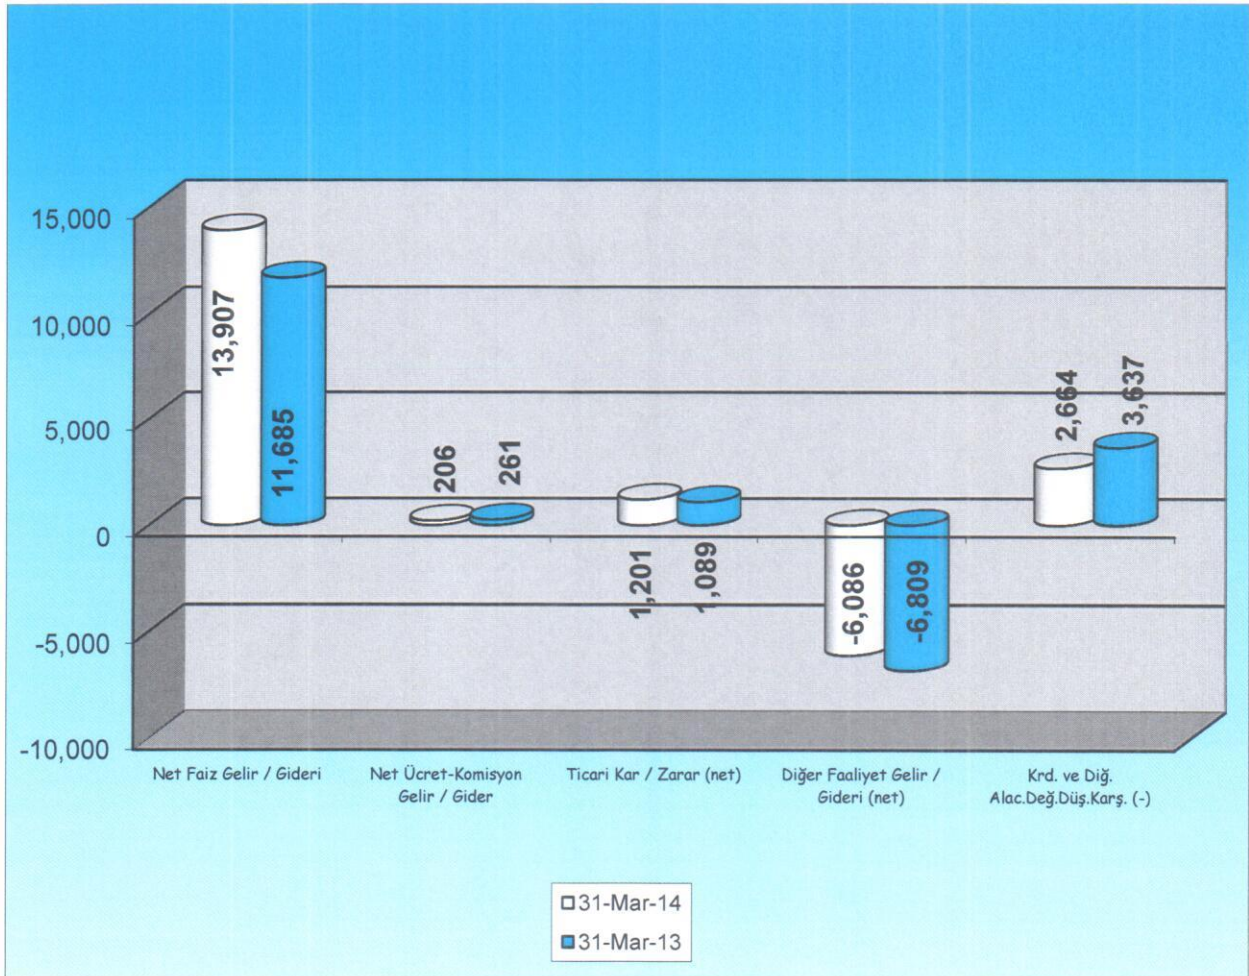 15,000
10,000
5,000
0
-5,000
-10,000
13,907
11,685
206
261
1,201
1,089
-6,086
-6,809
2,664
3,637
Net Faiz Gelir / Gideri
Net Ücret-Komisyon
Gelir / Gider
Ticari Kar / Zarar (net)
Diğer Faaliyet Gelir /
Gideri (net)
Krd. ve Diğ.
Alac.Değ.Düş.Karş. (-)
31-Mar-14
31-Mar-13